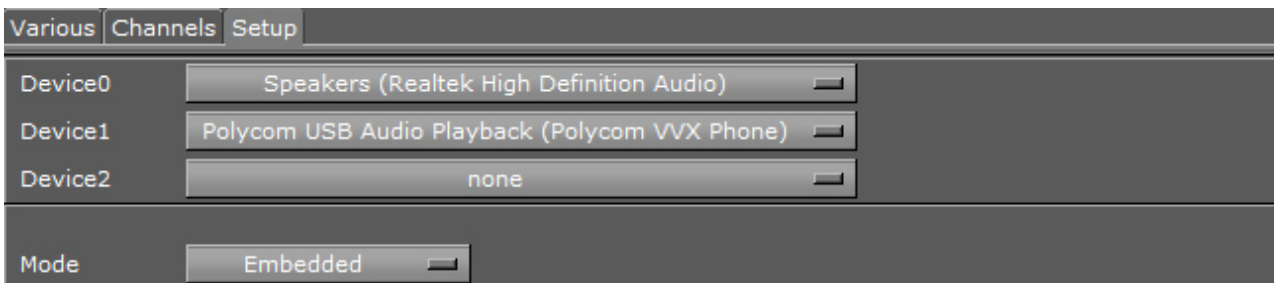 Various Channels Setup
Device0 Speakers (Realtek High Definition Audio)
Device1 Polycom USB Audio Playback (Polycom VVX Phone)
Device2 none
Mode Embedded